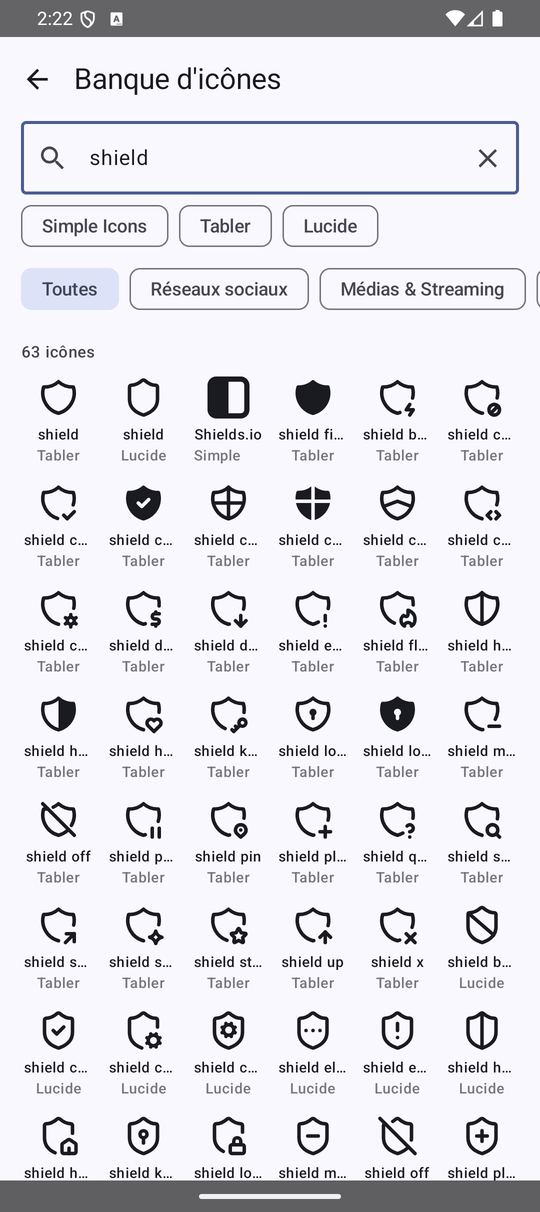 2:22
Banque d'icônes
shield
Simple Icons Tabler Lucide
Toutes Réseaux sociaux Médias & Streaming
63 icônes
shield shield Shields.io shield fi... shield b... shield c...
Tabler Lucide Simple Tabler Tabler Tabler
shield c... shield c... shield c... shield c... shield c... shield c...
Tabler Tabler Tabler Tabler Tabler Tabler
shield c... shield d... shield d... shield e... shield fl... shield h...
Tabler Tabler Tabler Tabler Tabler Tabler
shield h... shield h... shield k... shield lo... shield lo... shield m...
Tabler Tabler Tabler Tabler Tabler Tabler
shield off shield p... shield pin shield pl... shield q... shield s...
Tabler Tabler Tabler Tabler Tabler Tabler
shield s... shield s... shield st... shield up shield x shield b...
Tabler Tabler Tabler Tabler Tabler Lucide
shield c... shield c... shield c... shield el... shield e... shield h...
Lucide Lucide Lucide Lucide Lucide Lucide
shield h... shield k... shield lo... shield m... shield off shield pl...